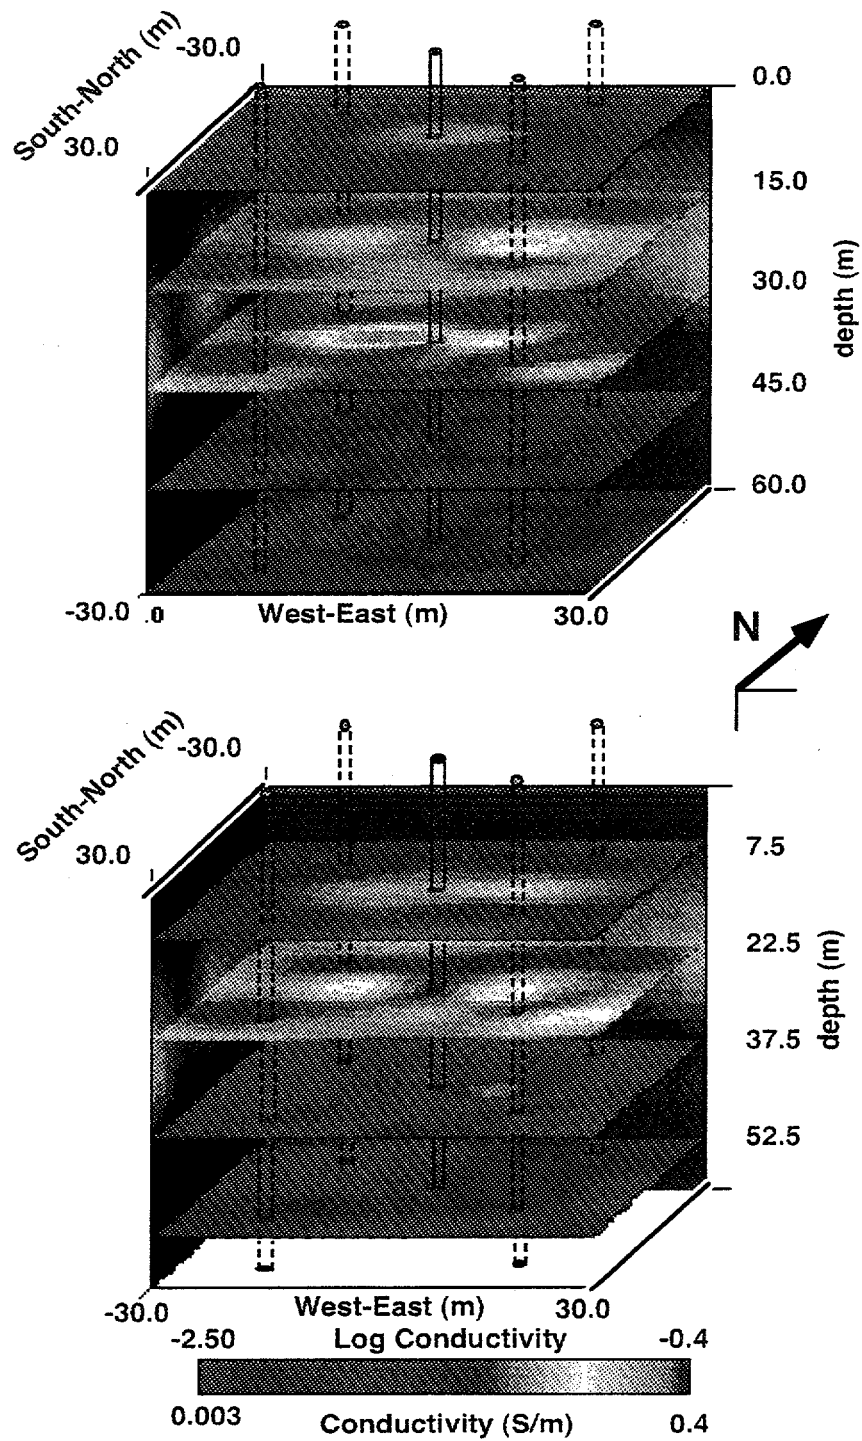 South-North (m)
-30.0
30.0
0.0
15.0
30.0
45.0
60.0
depth (m)
-30.0 .0
West-East (m)
30.0
N
South-North (m)
-30.0
30.0
7.5
22.5
37.5
52.5
depth (m)
-30.0
West-East (m)
30.0
-2.50
Log Conductivity
-0.4
0.003
Conductivity (S/m)
0.4